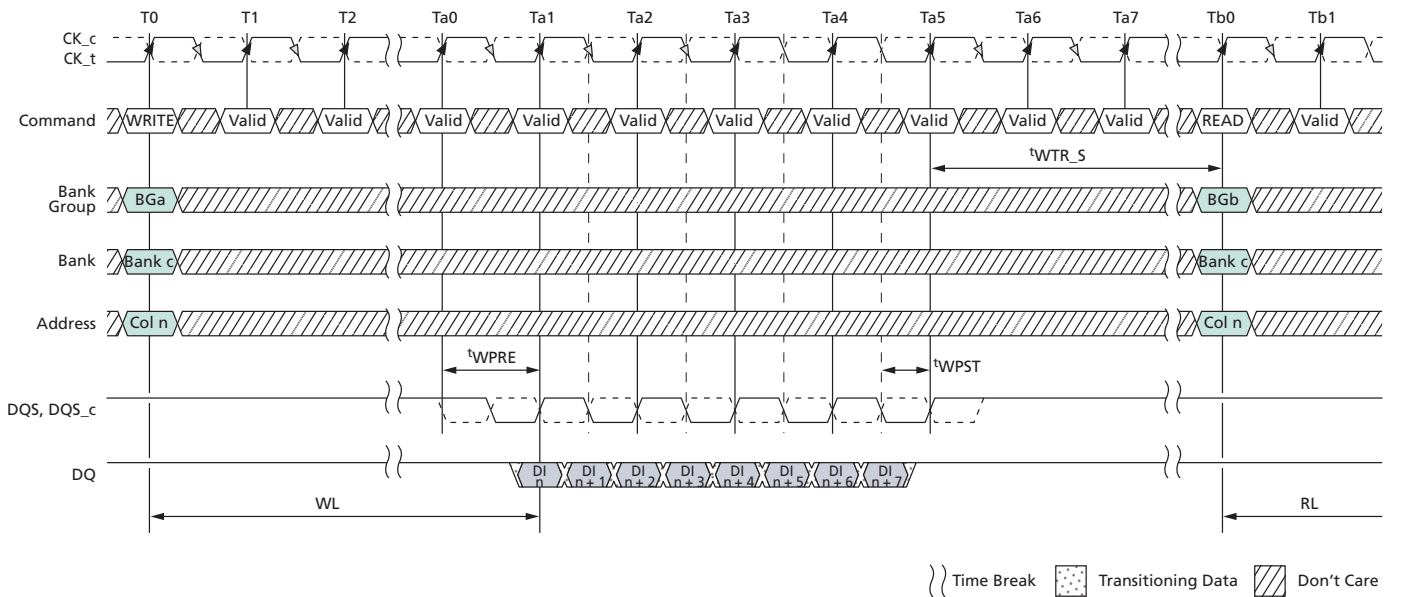 T0 T1 T2 Ta0 Ta1 Ta2 Ta3 Ta4 Ta5 Ta6 Ta7 Tb0 Tb1
CK_c
CK_t
Command WRITE Valid Valid Valid Valid Valid Valid Valid Valid Valid Valid READ Valid
tWTR_S
Bank
Group BGa BGb
Bank Bank c Bank c
Address Col n Col n
tWPRE tWPST
DQS, DQS_c
DQ DI n DI n + 1 DI n + 2 DI n + 3 DI n + 4 DI n + 5 DI n + 6 DI n + 7
WL RL
Time Break Transitioning Data Don't Care